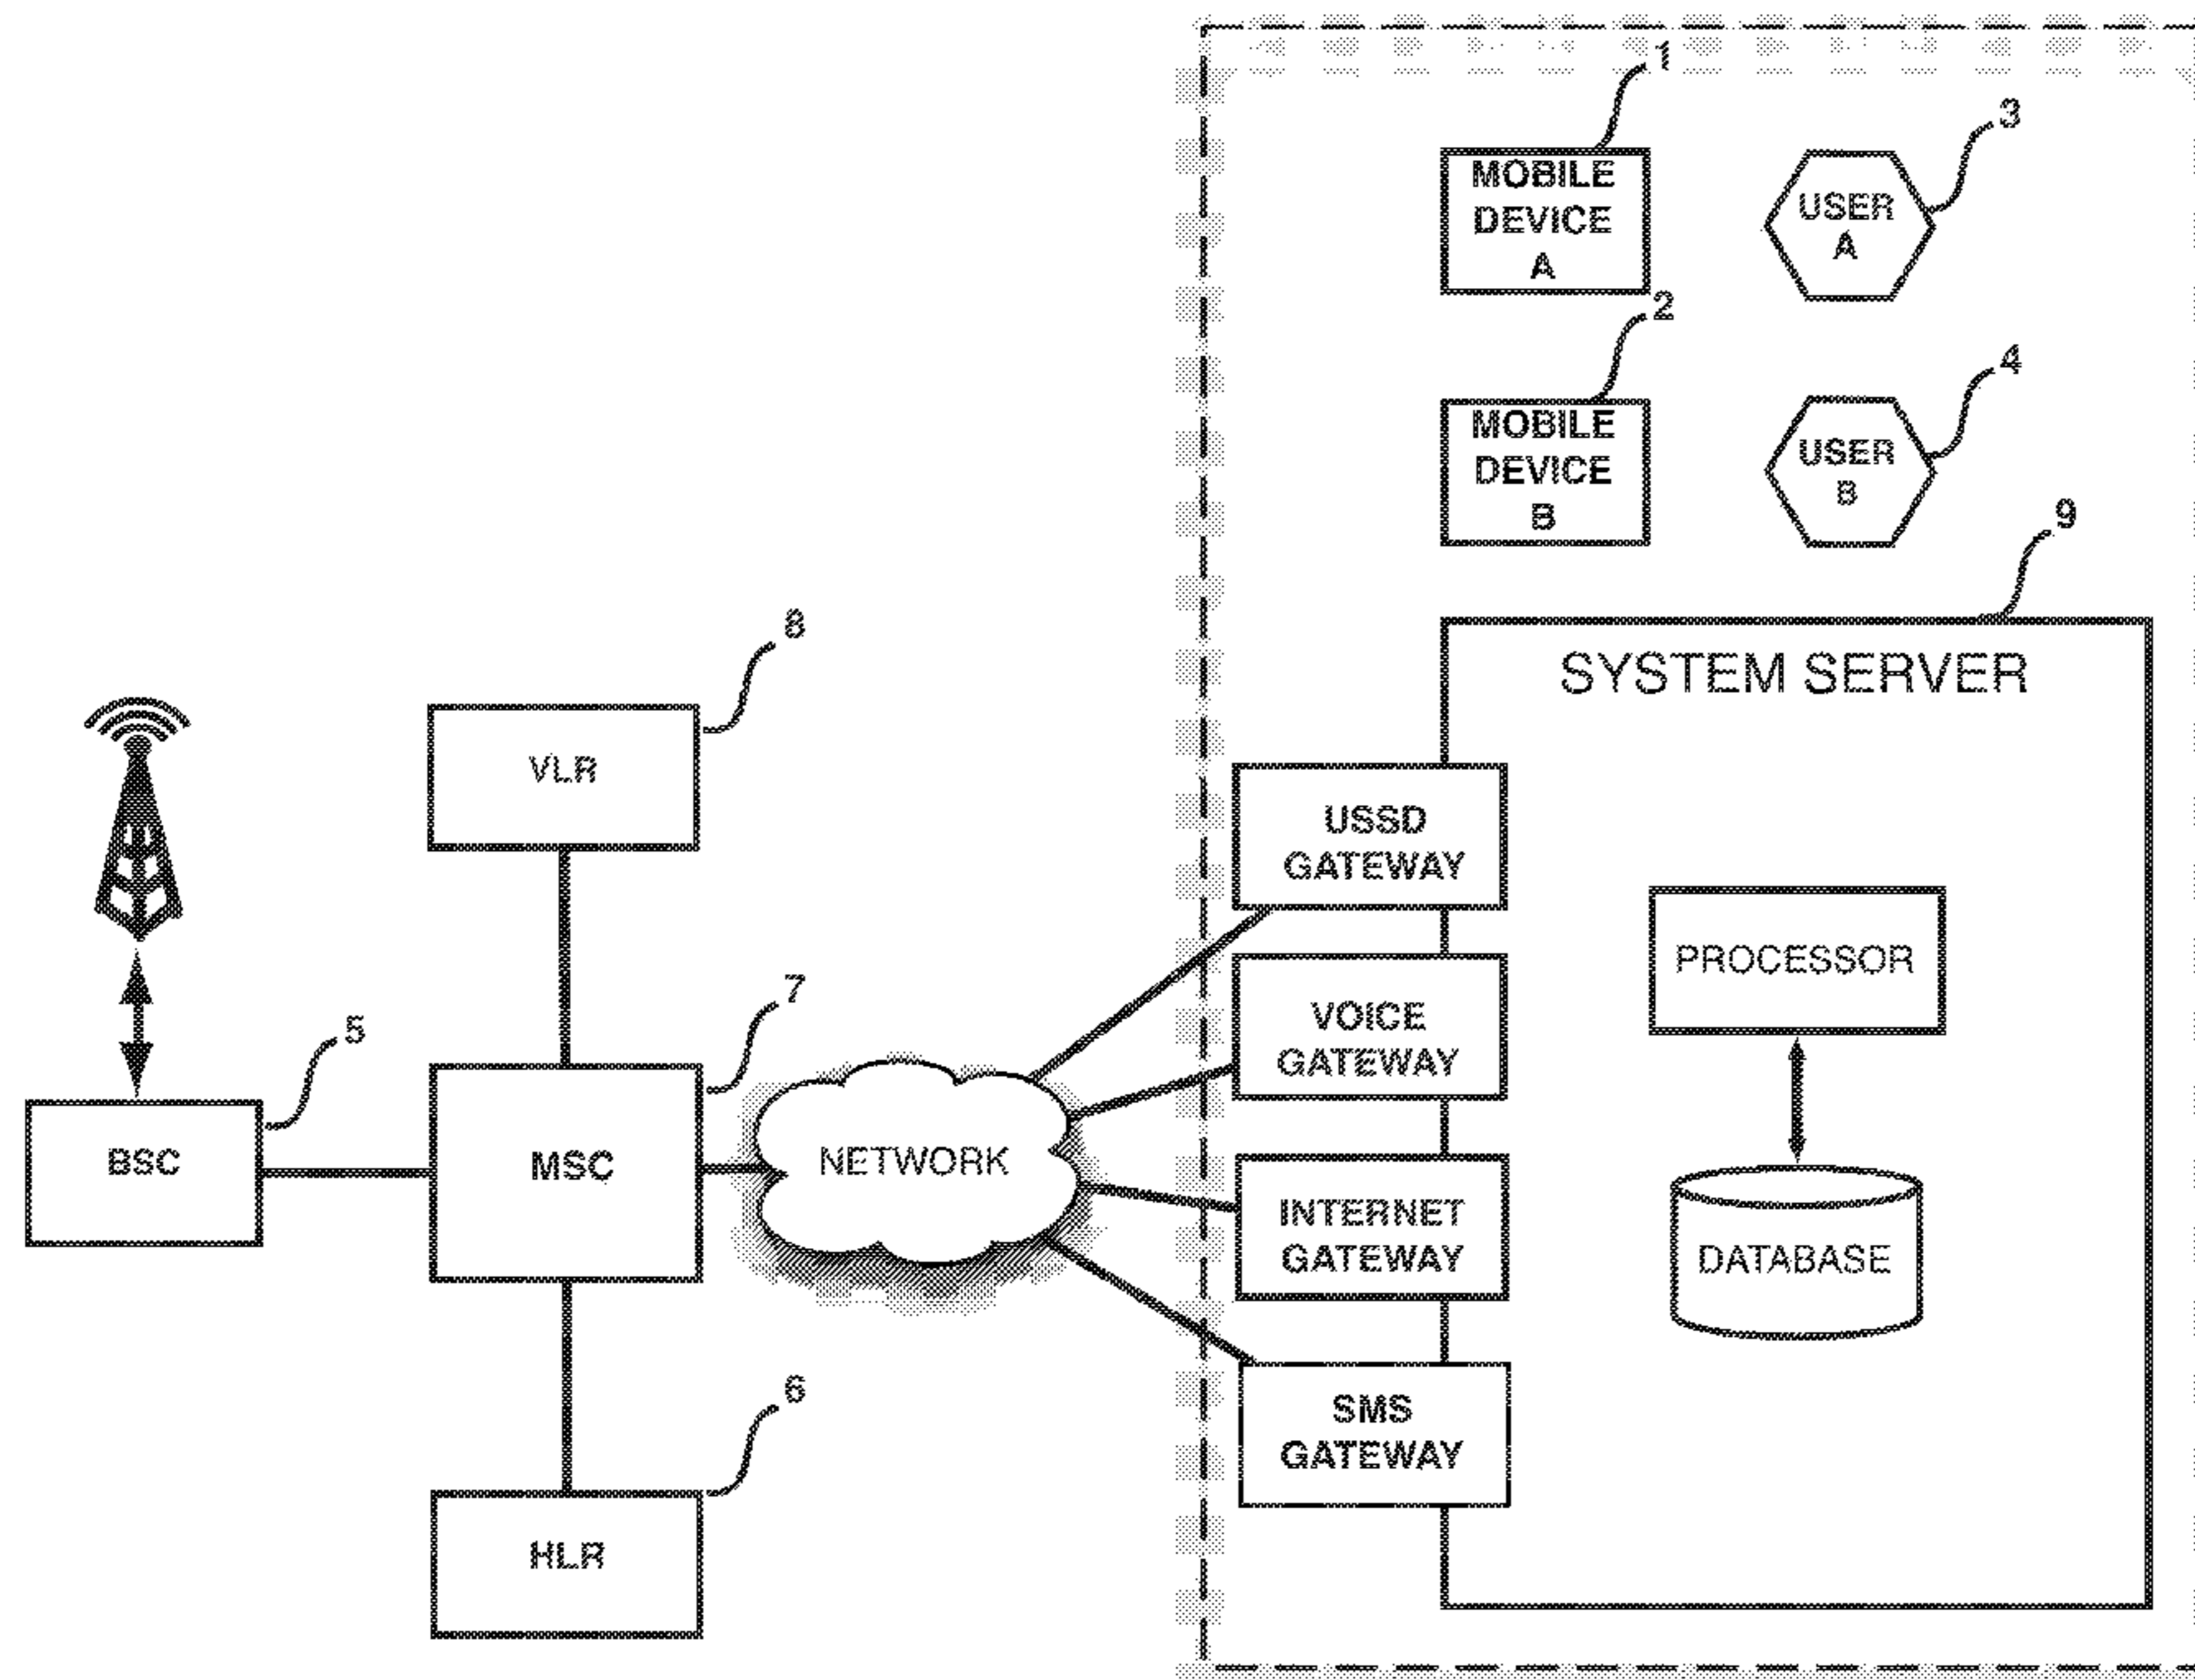 1
MOBILE
DEVICE
A
3
USER
A
2
MOBILE
DEVICE
B
4
USER
B
9
SYSTEM SERVER
8
VLR
USSD
GATEWAY
PROCESSOR
7
5
VOICE
GATEWAY
BSC
MSC
NETWORK
INTERNET
GATEWAY
DATABASE
6
SMS
GATEWAY
HLR